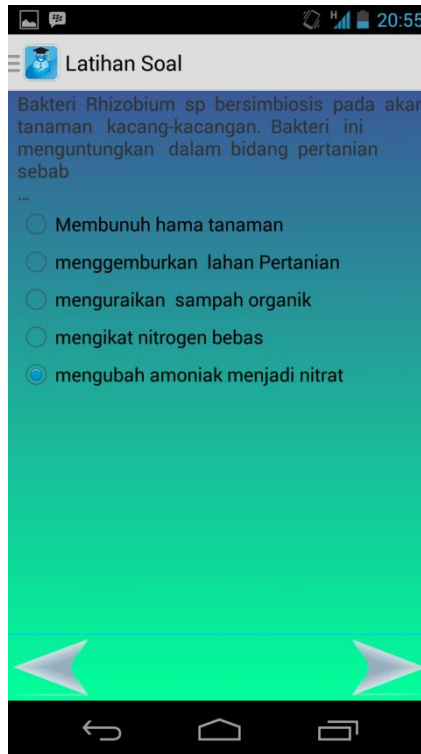 20:55
Latihan Soal
Bakteri Rhizobium sp bersimbiosis pada akar
tanaman kacang-kacangan. Bakteri ini
menguntungkan dalam bidang pertanian
sebab
...
Membunuh hama tanaman
menggemburkan lahan Pertanian
menguraikan sampah organik
mengikat nitrogen bebas
mengubah amoniak menjadi nitrat